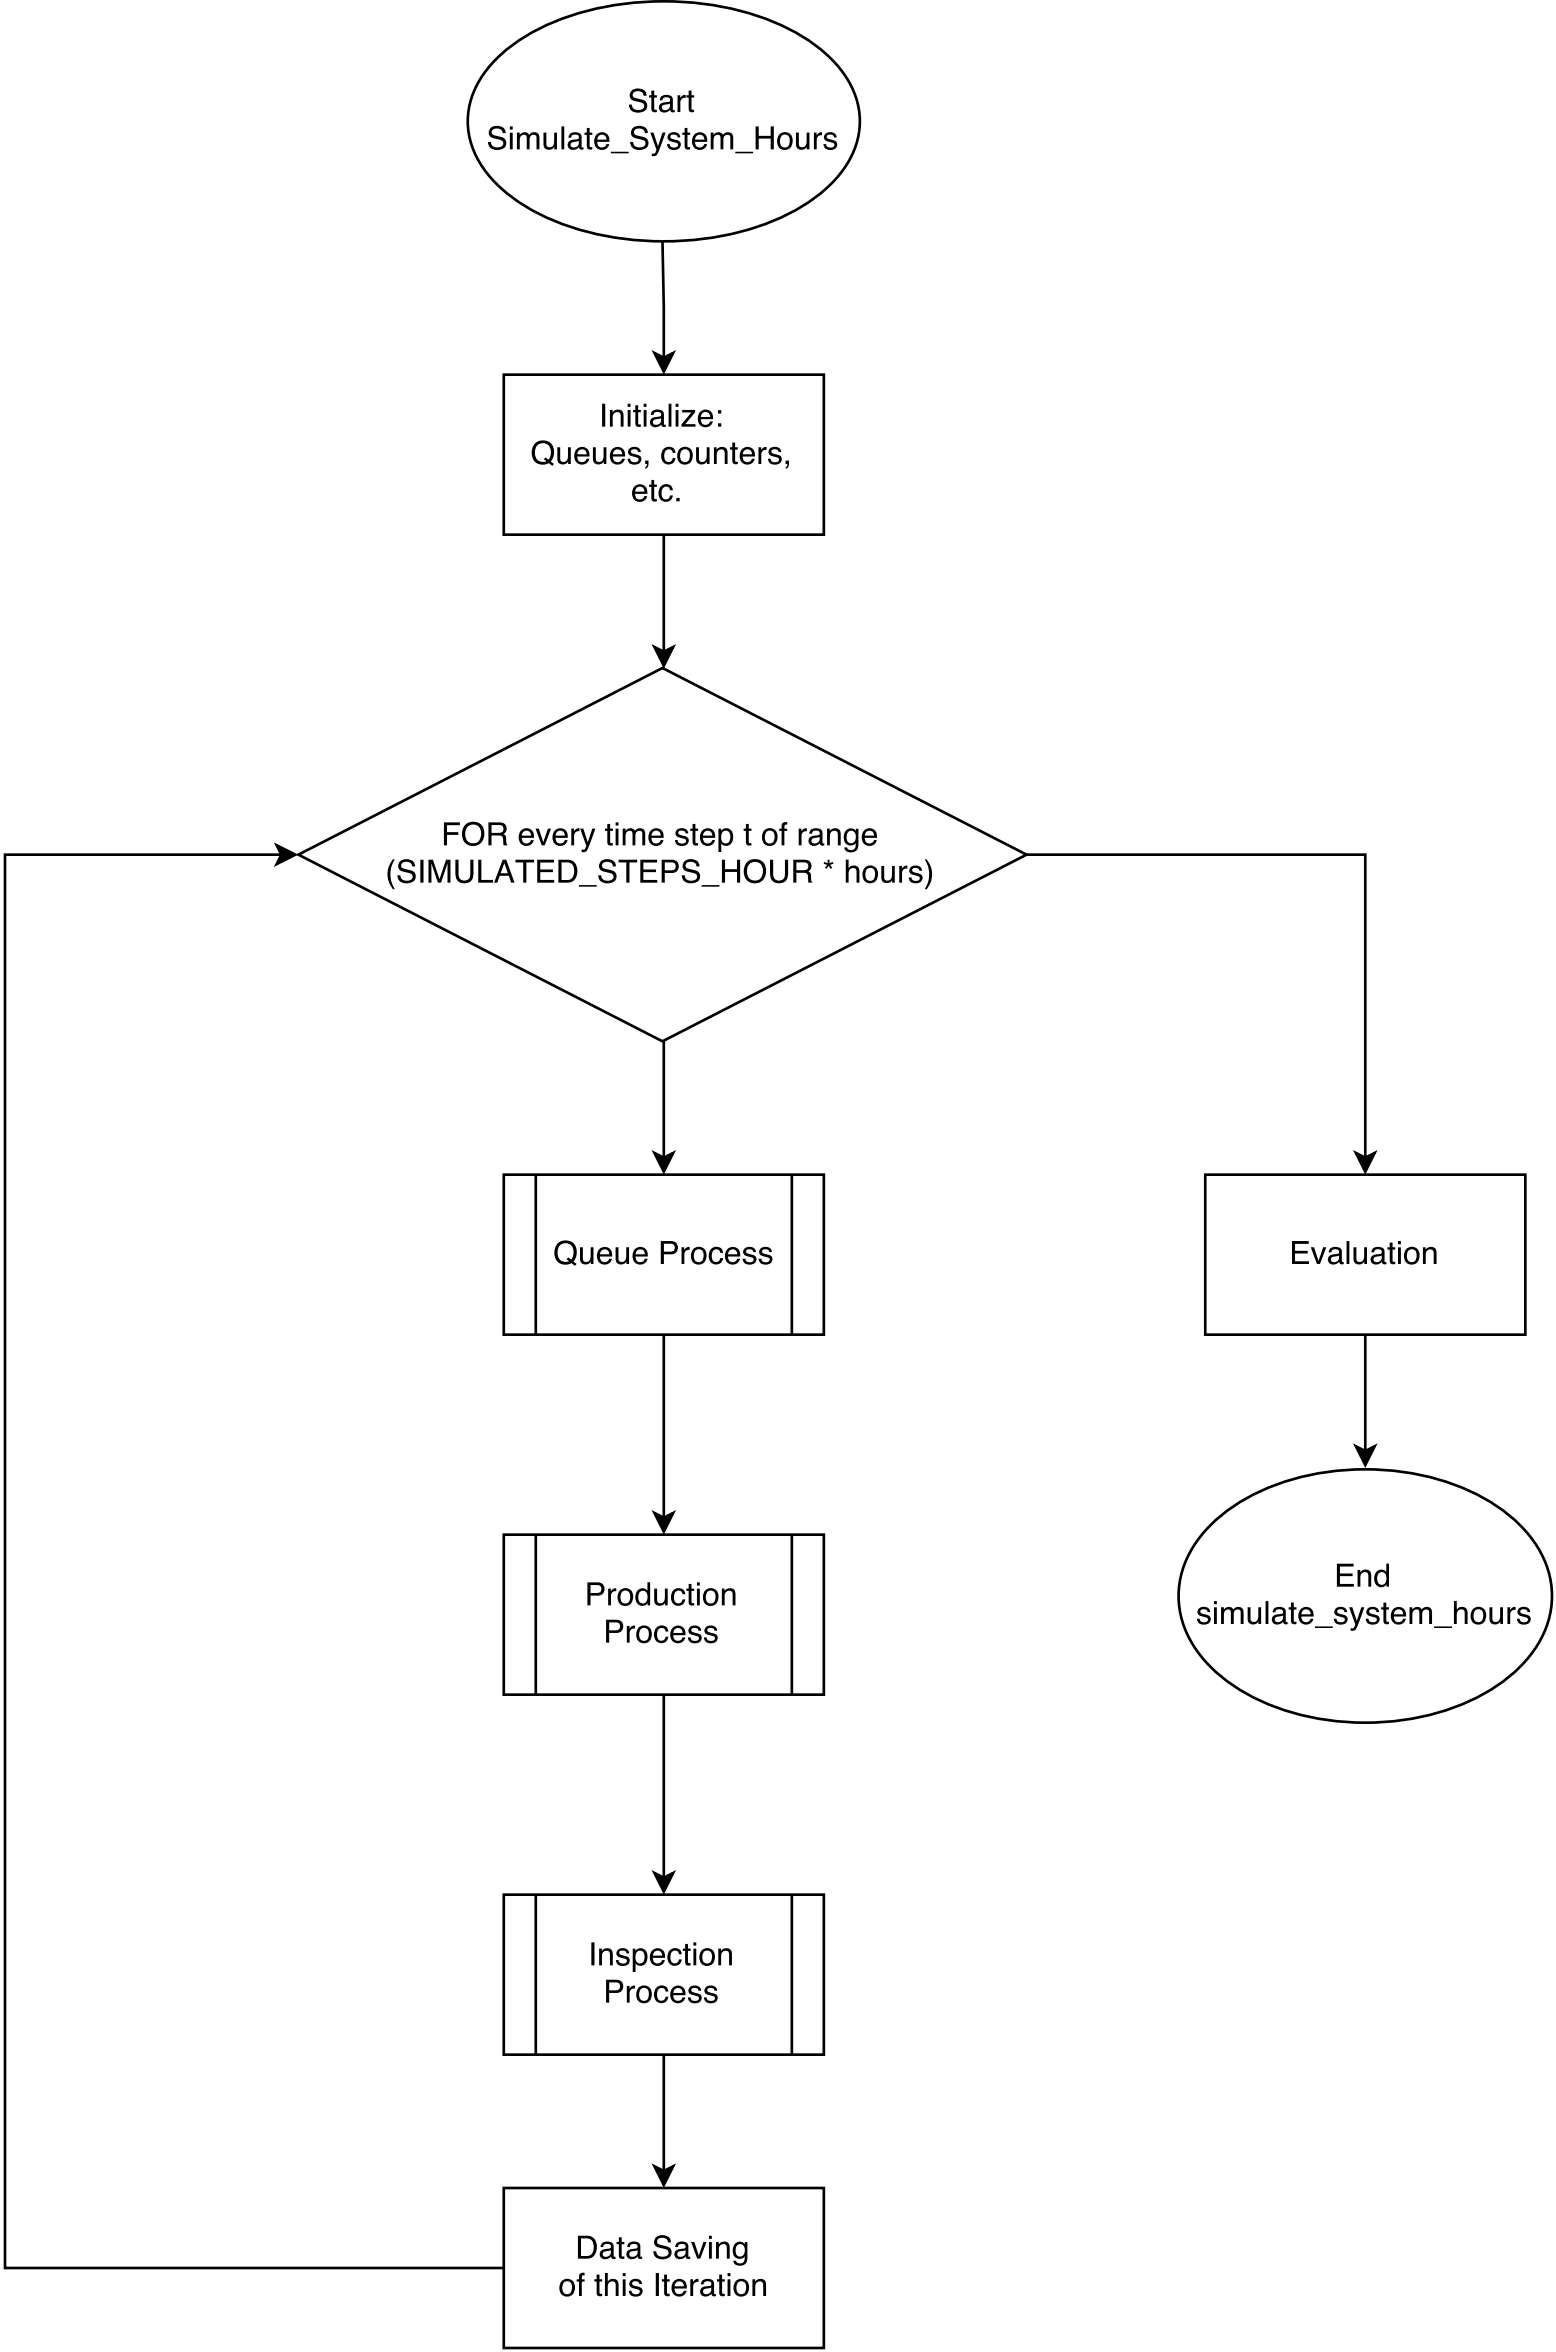 Start
Simulate_System_Hours
Initialize:
Queues, counters,
etc.
FOR every time step t of range
(SIMULATED_STEPS_HOUR * hours)
Queue Process
Evaluation
Production
Process
End
simulate_system_hours
Inspection
Process
Data Saving
of this Iteration